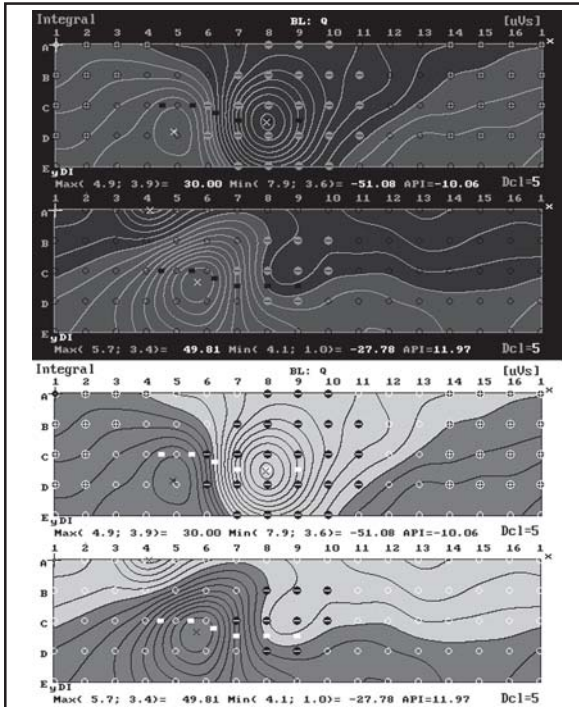 Integral BL: Q [uVs]
1 2 3 4 5 6 7 8 9 10 11 12 13 14 15 16 1 x
A
B
C
D
E
yDI
Max( 4.9; 3.9)= 30.00 Min( 7.9; 3.6)= -51.08 API=-10.06 Dcl=5
1 2 3 4 5 6 7 8 9 10 11 12 13 14 15 16 1 x
A
B
C
D
E
yDI
Max( 5.7; 3.4)= 49.81 Min( 4.1; 1.0)= -27.78 API=11.97 Dcl=5
Integral BL: Q [uVs]
1 2 3 4 5 6 7 8 9 10 11 12 13 14 15 16 1 x
A
B
C
D
E
yDI
Max( 4.9; 3.9)= 30.00 Min( 7.9; 3.6)= -51.08 API=-10.06 Dcl=5
1 2 3 4 5 6 7 8 9 10 11 12 13 14 15 16 1 x
A
B
C
D
E
yDI
Max( 5.7; 3.4)= 49.81 Min( 4.1; 1.0)= -27.78 API=11.97 Dcl=5